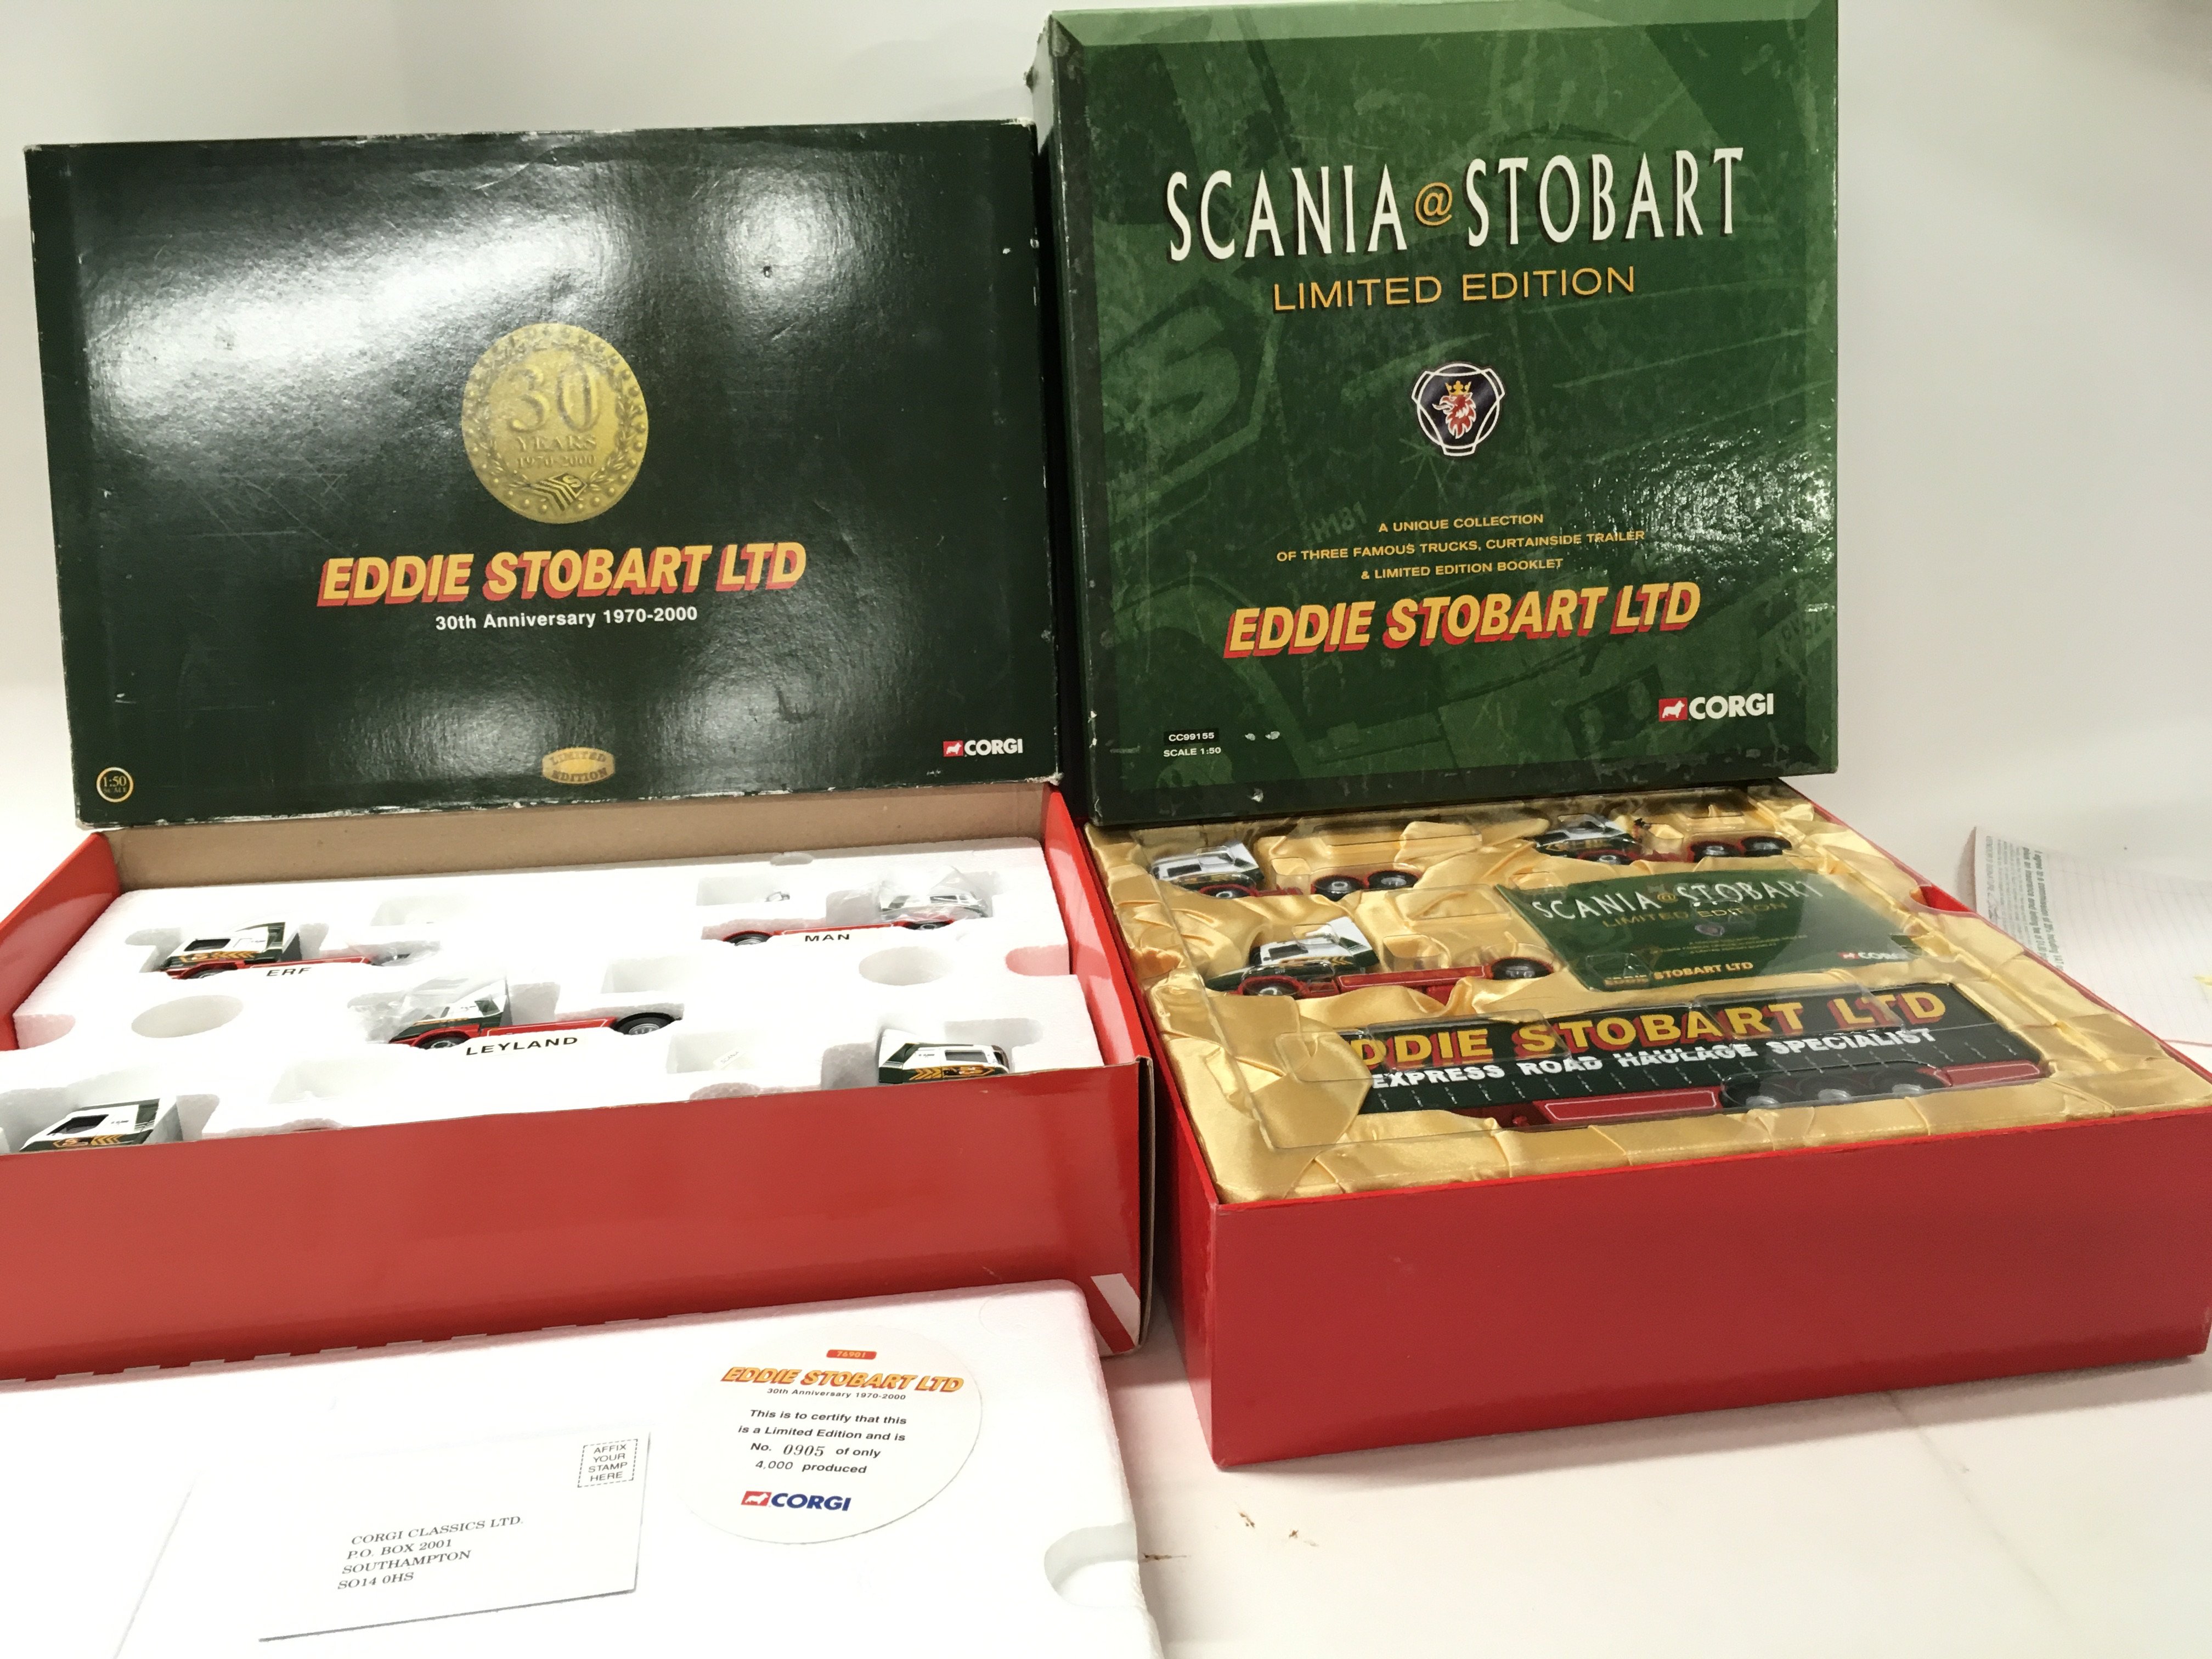 30
YEARS
1970-2000
EDDIE STOBART LTD
30th Anniversary 1970-2000
LIMITED
EDITION
1:50
SCALE
CORGI
SCANIA@STOBART
LIMITED EDITION
A UNIQUE COLLECTION
OF THREE FAMOUS TRUCKS, CURTAINSIDE TRAILER
& LIMITED EDITION BOOKLET
EDDIE STOBART LTD
CORGI
CC99155
SCALE 1:50
MAN
ERF
LEYLAND
SCANIA@STOBART
LIMITED EDITION
EDDIE STOBART LTD
CORGI
EDDIE STOBART LTD
EXPRESS ROAD HAULAGE SPECIALIST
76901
EDDIE STOBART LTD
30th Anniversary 1970-2000
This is to certify that this
is a Limited Edition and is
No. 0905 of only
4,000 produced
CORGI
AFFIX
YOUR
STAMP
HERE
CORGI CLASSICS LTD.
P.O. BOX 2001
SOUTHAMPTON
SO14 0HS